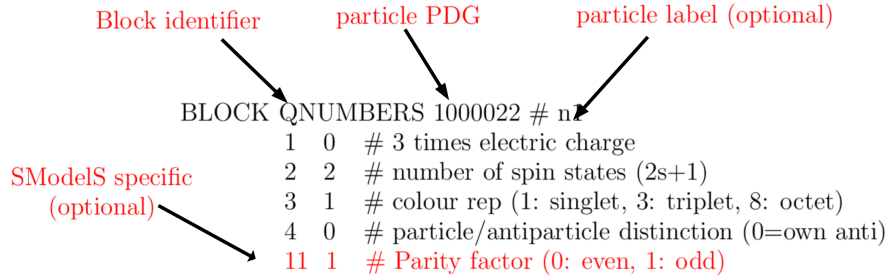 Block identifier
particle PDG
particle label (optional)
BLOCK QNUMBERS 1000022 # n1
1 0 # 3 times electric charge
2 2 # number of spin states (2s+1)
SModelS specific
(optional)
3 1 # colour rep (1: singlet, 3: triplet, 8: octet)
4 0 # particle/antiparticle distinction (0=own anti)
11 1 # Parity factor (0: even, 1: odd)